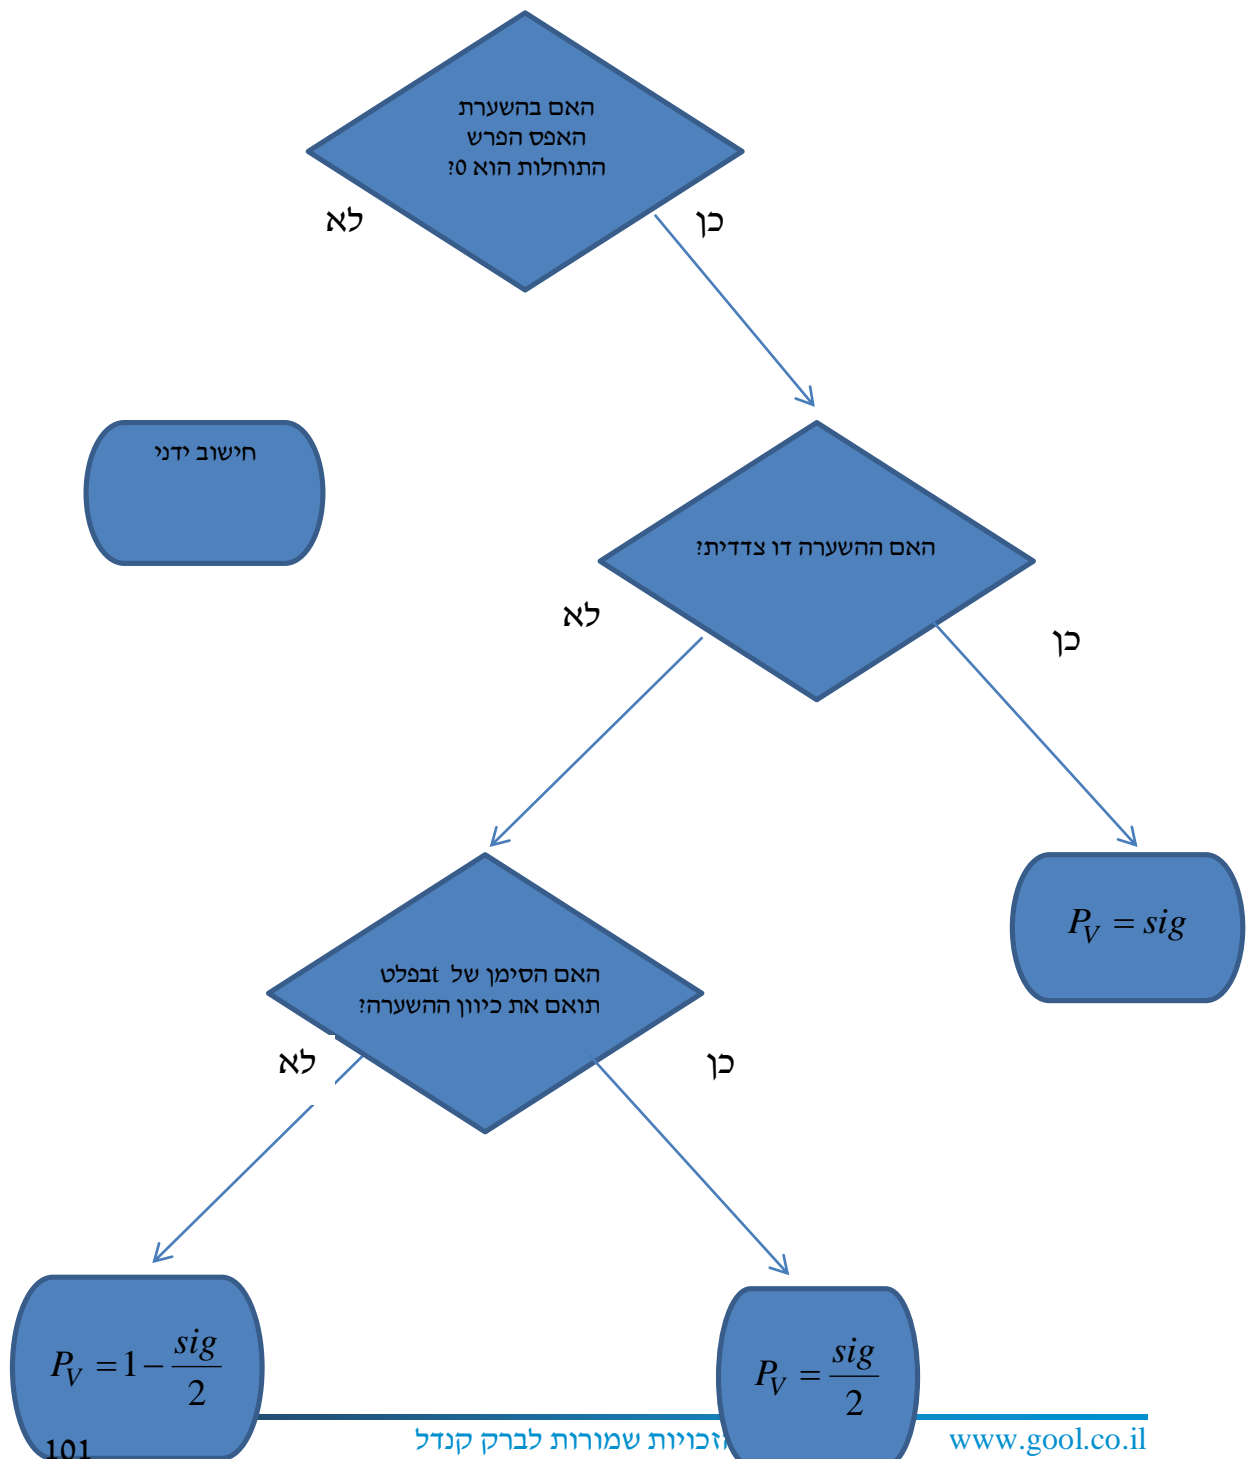 האם בהשערת
האפס הפרש
התוחלות הוא 0?
לא
כן
חישוב ידני
האם ההשערה דו צדדית?
לא
כן
P_V = sig
האם הסימן של tבפלט
תואם את כיוון ההשערה?
לא
כן
P_V = 1 - sig/2
P_V = sig/2
101
זכויות שמורות לברק קנדל
www.gool.co.il